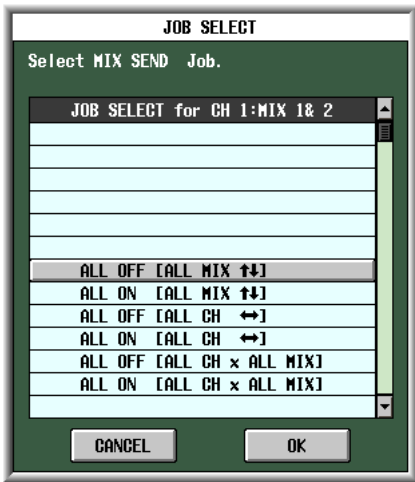 JOB SELECT
Select MIX SEND Job.
JOB SELECT for CH 1:MIX 1& 2
ALL OFF [ALL MIX ↑↓]
ALL ON [ALL MIX ↑↓]
ALL OFF [ALL CH ↔]
ALL ON [ALL CH ↔]
ALL OFF [ALL CH x ALL MIX]
ALL ON [ALL CH x ALL MIX]
CANCEL OK